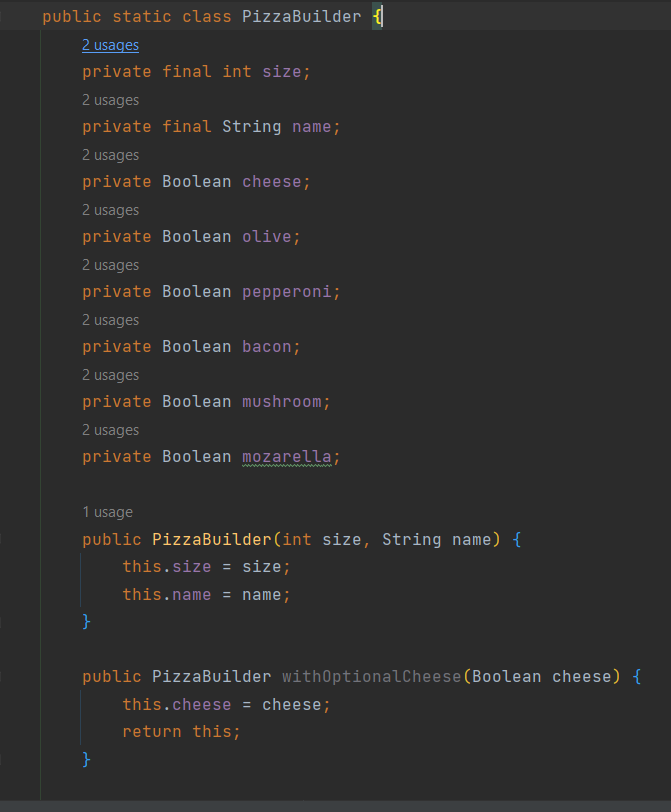 public static class PizzaBuilder {
2 usages
private final int size;
2 usages
private final String name;
2 usages
private Boolean cheese;
2 usages
private Boolean olive;
2 usages
private Boolean pepperoni;
2 usages
private Boolean bacon;
2 usages
private Boolean mushroom;
2 usages
private Boolean mozarella;
1 usage
public PizzaBuilder(int size, String name) {
this.size = size;
this.name = name;
}
public PizzaBuilder withOptionalCheese(Boolean cheese) {
this.cheese = cheese;
return this;
}